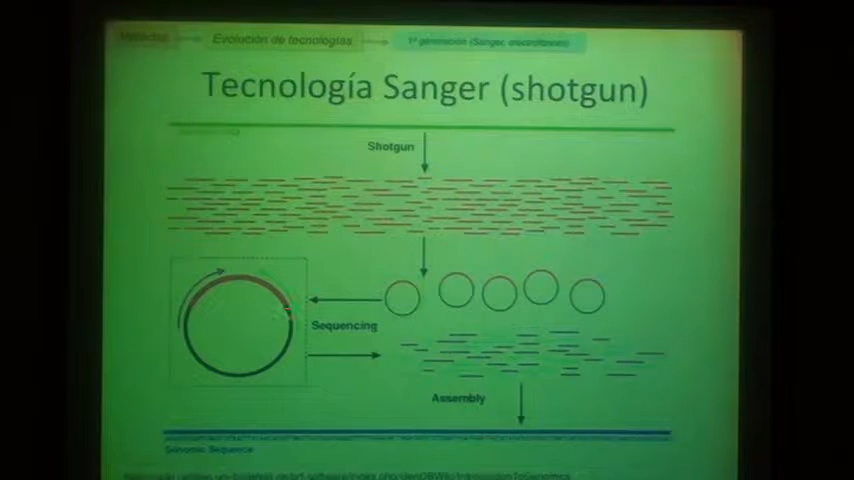 Evolución de tecnologías
Tecnología Sanger (shotgun)
Shotgun
Sequencing
Assembly
Genomic Sequence